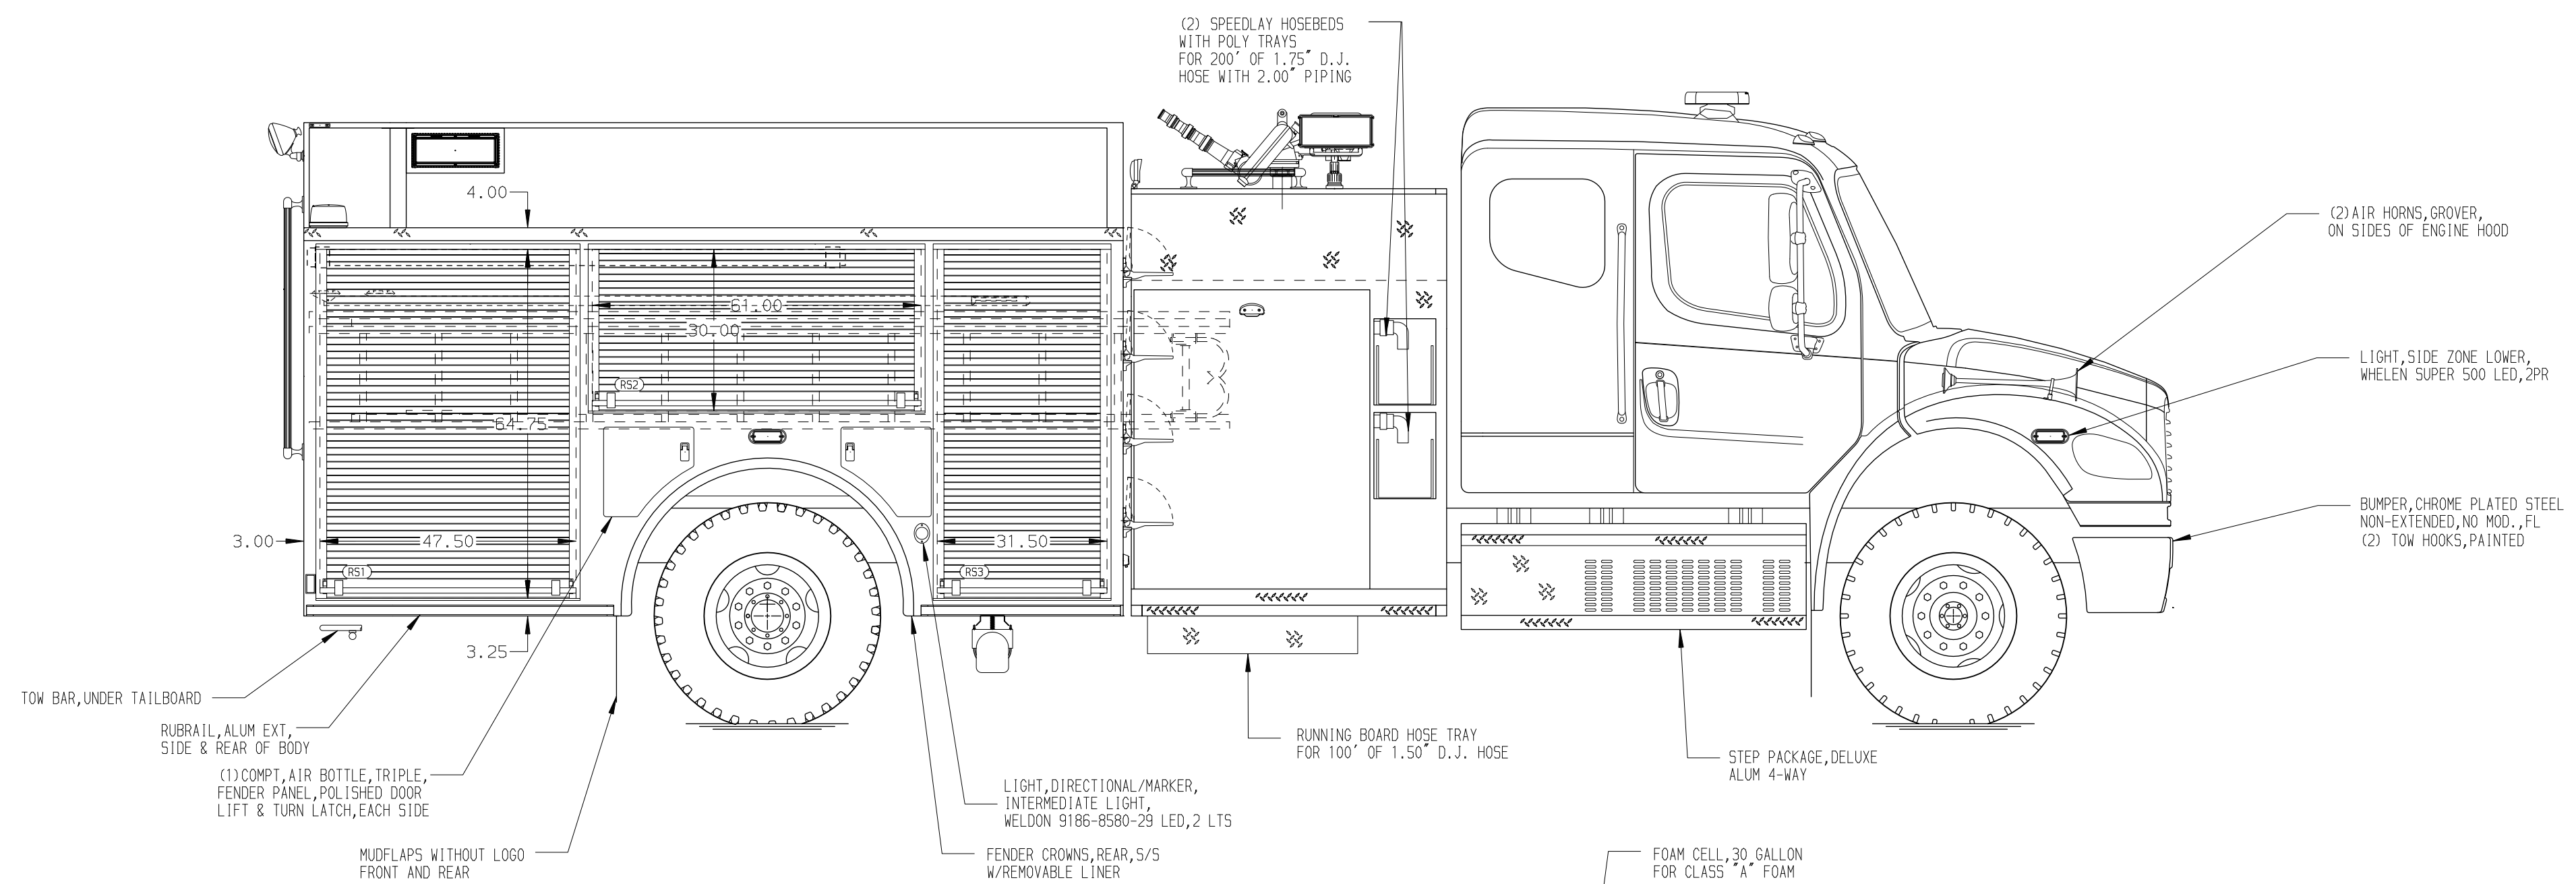 (2) SPEEDLAY HOSEBEDS
WITH POLY TRAYS
FOR 200' OF 1.75" D.J.
HOSE WITH 2.00" PIPING
4.00
(2)AIR HORNS,GROVER,
ON SIDES OF ENGINE HOOD
61.00
30.00
LIGHT,SIDE ZONE LOWER,
WHELEN SUPER 500 LED,2PR
RS2
64.75
BUMPER,CHROME PLATED STEEL
NON-EXTENDED,NO MOD.,FL
(2) TOW HOOKS,PAINTED
3.00
47.50
31.50
RS1
RS3
3.25
TOW BAR,UNDER TAILBOARD
RUBRAIL,ALUM EXT,
SIDE & REAR OF BODY
(1)COMPT,AIR BOTTLE,TRIPLE,
FENDER PANEL,POLISHED DOOR
LIFT & TURN LATCH,EACH SIDE
MUDFLAPS WITHOUT LOGO
FRONT AND REAR
LIGHT,DIRECTIONAL/MARKER,
INTERMEDIATE LIGHT,
WELDON 9186-8580-29 LED,2 LTS
FENDER CROWNS,REAR,S/S
W/REMOVABLE LINER
RUNNING BOARD HOSE TRAY
FOR 100' OF 1.50" D.J. HOSE
STEP PACKAGE,DELUXE
ALUM 4-WAY
FOAM CELL,30 GALLON
FOR CLASS "A" FOAM